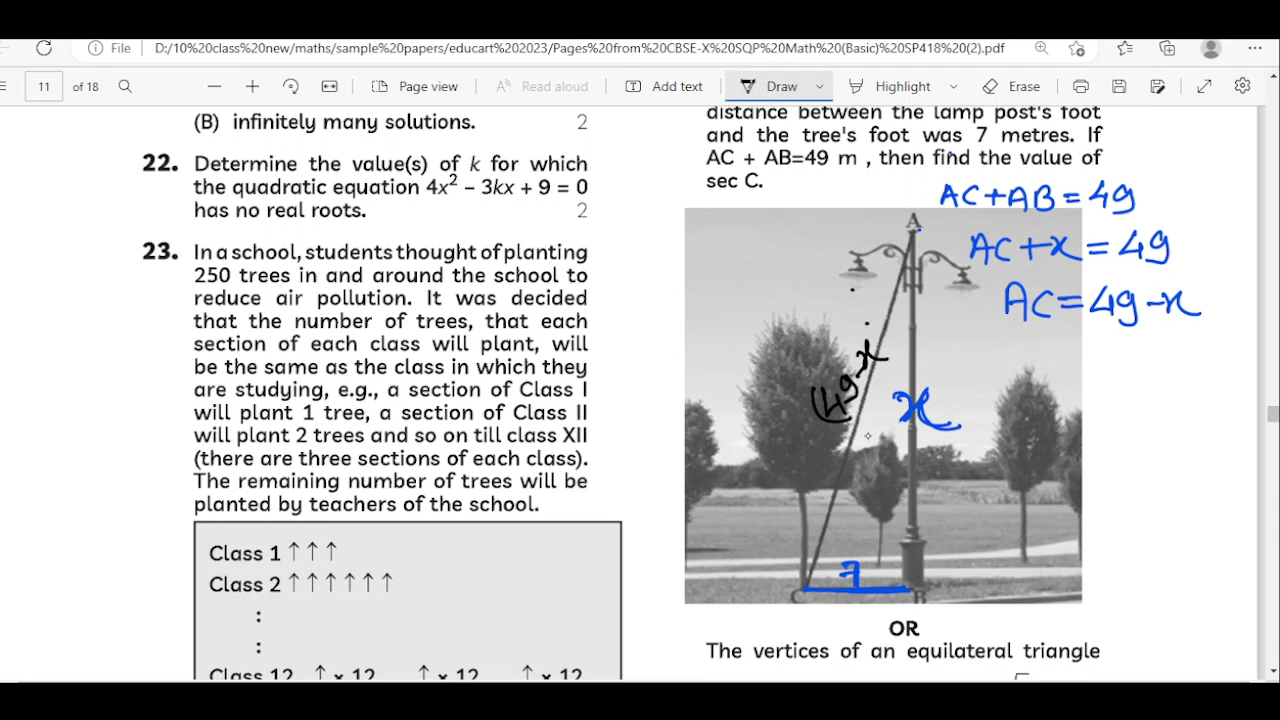 File
D:/10%20class%20new/maths/sample%20papers/educart%202023/Pages%20from%20CBSE-X%20SQP%20Math%20(Basic)%20SP418%20(2).pdf
11 of 18
Page view
Read aloud
Add text
Draw
Highlight
Erase
(B) infinitely many solutions. 2
22. Determine the value(s) of k for which
the quadratic equation 4x² – 3kx + 9 = 0
has no real roots. 2
23. In a school, students thought of planting
250 trees in and around the school to
reduce air pollution. It was decided
that the number of trees, that each
section of each class will plant, will
be the same as the class in which they
are studying, e.g., a section of Class I
will plant 1 tree, a section of Class II
will plant 2 trees and so on till class XII
(there are three sections of each class).
The remaining number of trees will be
planted by teachers of the school.
Class 1 ↑ ↑ ↑
Class 2 ↑ ↑ ↑ ↑ ↑ ↑
:
:
Class 12 ↑ x 12 ↑ x 12 ↑ x 12
distance between the lamp post's foot
and the tree's foot was 7 metres. If
AC + AB=49 m , then find the value of
sec C.
AC+AB=49
AC+x=49
AC=49-x
A
(49-x
x
7
C
B
OR
The vertices of an equilateral triangle